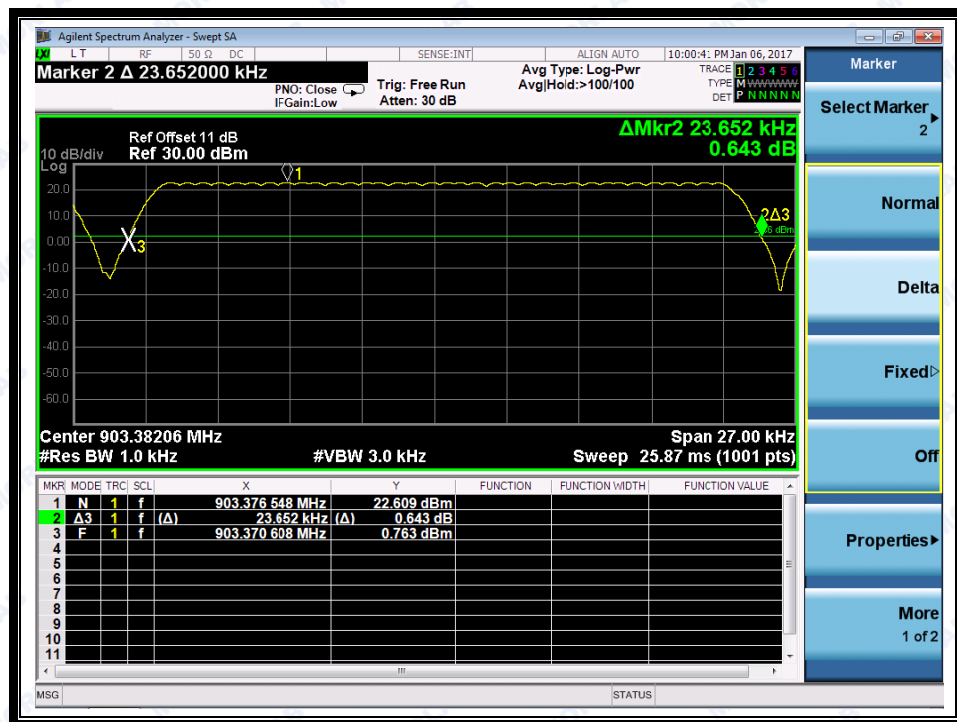 Agilent Spectrum Analyzer - Swept SA
LXI L T RF 50 Ω DC SENSE:INT ALIGN AUTO 10:00:41 PM Jan 06, 2017
Marker 2 Δ 23.652000 kHz
PNO: Close
IFGain:Low
Trig: Free Run
Atten: 30 dB
Avg Type: Log-Pwr
Avg|Hold:>100/100
TRACE 1 2 3 4 5 6
TYPE M WWWWW
DET P N N N N N
ΔMkr2 23.652 kHz
0.643 dB
Ref Offset 11 dB
10 dB/div Ref 30.00 dBm
Log
1
20.0
10.0
2Δ3
dBm
0.00
3
-10.0
-20.0
-30.0
-40.0
-50.0
-60.0
Center 903.38206 MHz Span 27.00 kHz
#Res BW 1.0 kHz #VBW 3.0 kHz Sweep 25.87 ms (1001 pts)
MKR MODE TRC SCL X Y FUNCTION FUNCTION WIDTH FUNCTION VALUE
1 N 1 f 903.376 548 MHz 22.609 dBm
2 Δ3 1 f (Δ) 23.652 kHz (Δ) 0.643 dB
3 F 1 f 903.370 608 MHz 0.763 dBm
4
5
6
7
8
9
10
11
MSG STATUS
Marker
Select Marker
2
Normal
Delta
Fixed
Off
Properties
More
1 of 2